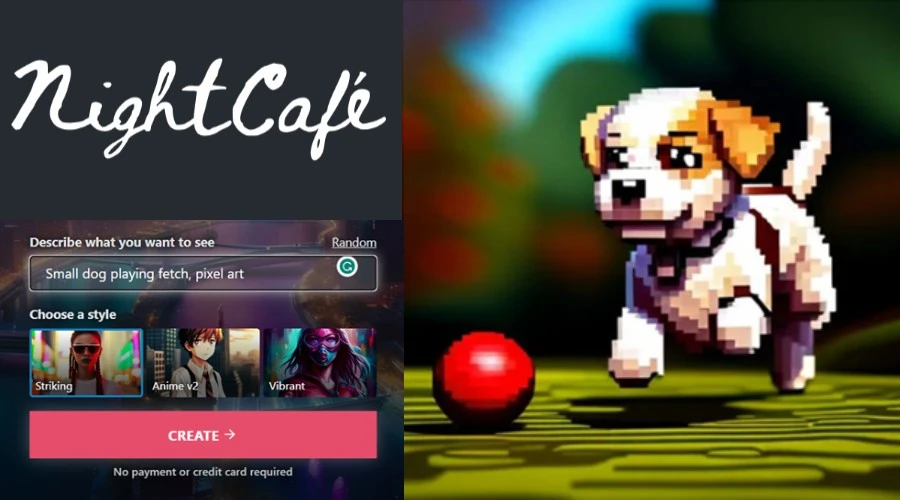 NightCafé
Describe what you want to see
Random
Small dog playing fetch, pixel art
Choose a style
Striking
Anime v2
Vibrant
CREATE →
No payment or credit card required